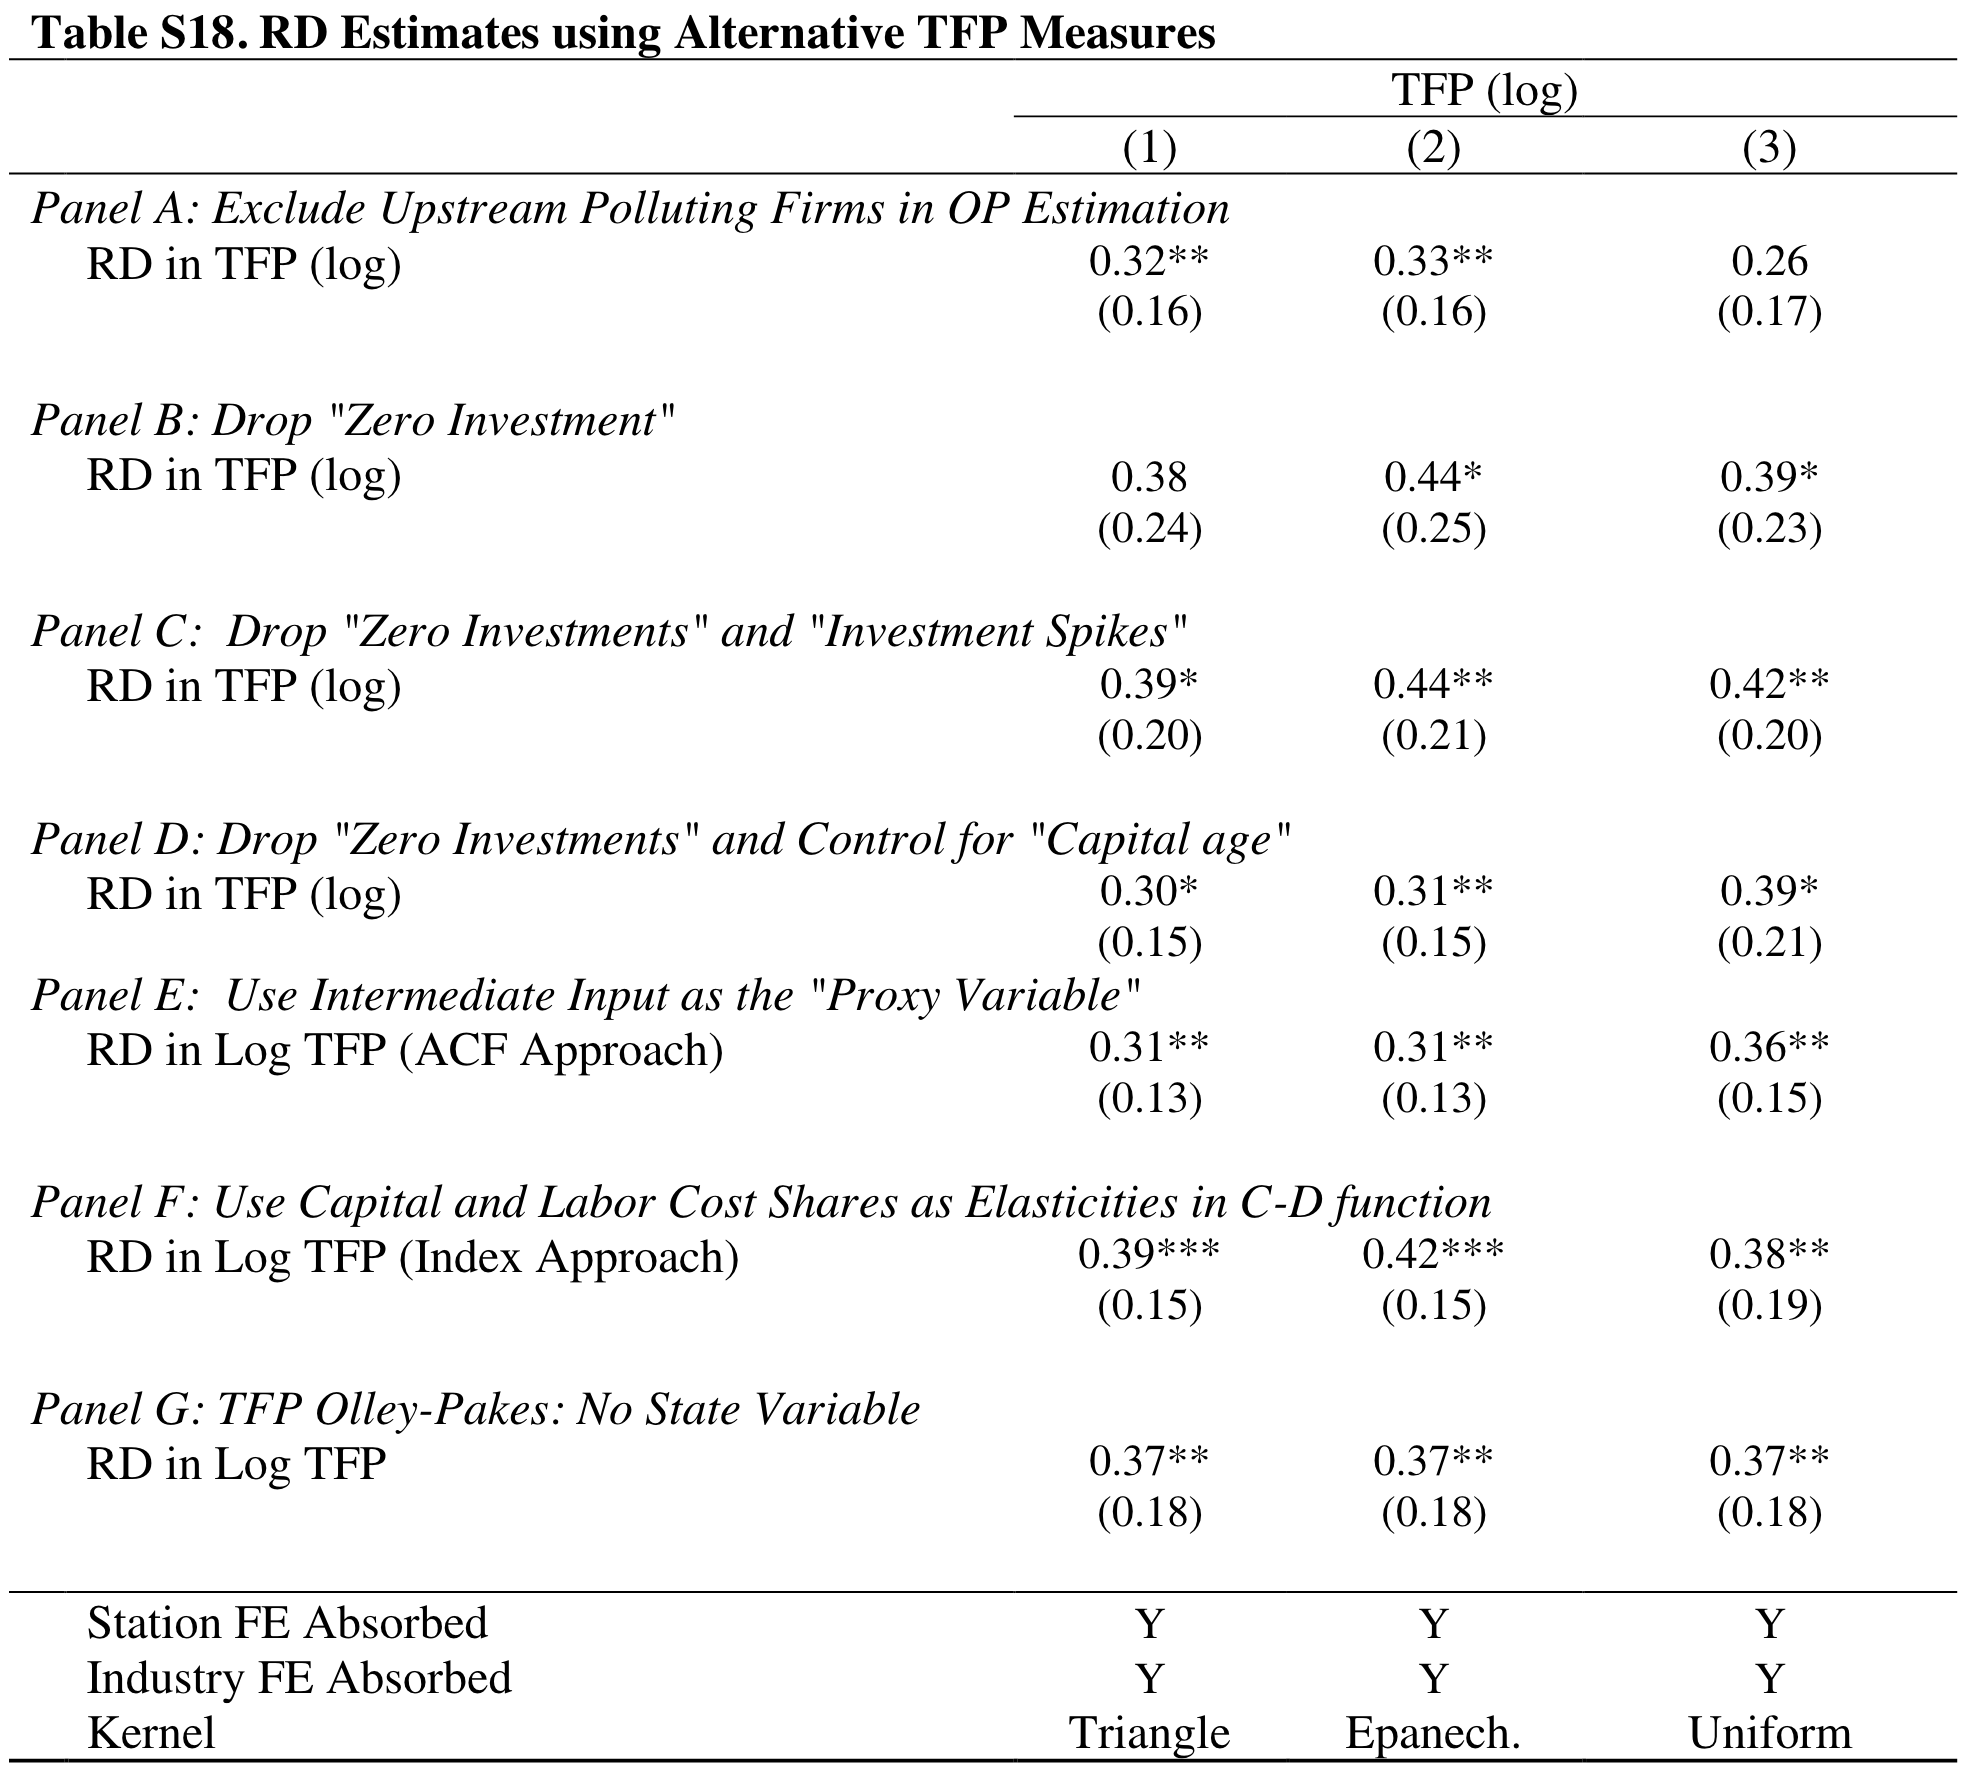 Table S18. RD Estimates using Alternative TFP Measures
TFP (log)
(1) (2) (3)
Panel A: Exclude Upstream Polluting Firms in OP Estimation
RD in TFP (log) 0.32** 0.33** 0.26
(0.16) (0.16) (0.17)
Panel B: Drop "Zero Investment"
RD in TFP (log) 0.38 0.44* 0.39*
(0.24) (0.25) (0.23)
Panel C: Drop "Zero Investments" and "Investment Spikes"
RD in TFP (log) 0.39* 0.44** 0.42**
(0.20) (0.21) (0.20)
Panel D: Drop "Zero Investments" and Control for "Capital age"
RD in TFP (log) 0.30* 0.31** 0.39*
(0.15) (0.15) (0.21)
Panel E: Use Intermediate Input as the "Proxy Variable"
RD in Log TFP (ACF Approach) 0.31** 0.31** 0.36**
(0.13) (0.13) (0.15)
Panel F: Use Capital and Labor Cost Shares as Elasticities in C-D function
RD in Log TFP (Index Approach) 0.39*** 0.42*** 0.38**
(0.15) (0.15) (0.19)
Panel G: TFP Olley-Pakes: No State Variable
RD in Log TFP 0.37** 0.37** 0.37**
(0.18) (0.18) (0.18)
Station FE Absorbed Y Y Y
Industry FE Absorbed Y Y Y
Kernel Triangle Epanech. Uniform